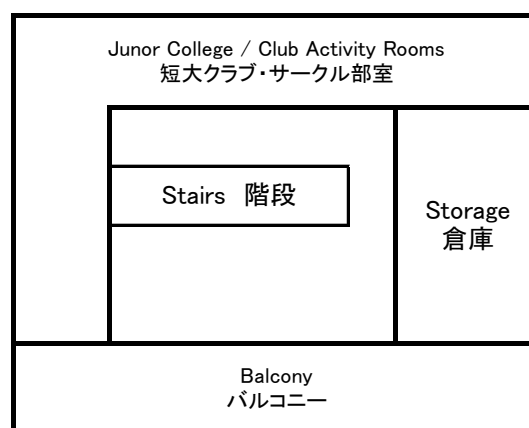 Junor College / Club Activity Rooms
短大クラブ・サークル部室
Stairs 階段
Storage
倉庫
Balcony
バルコニー